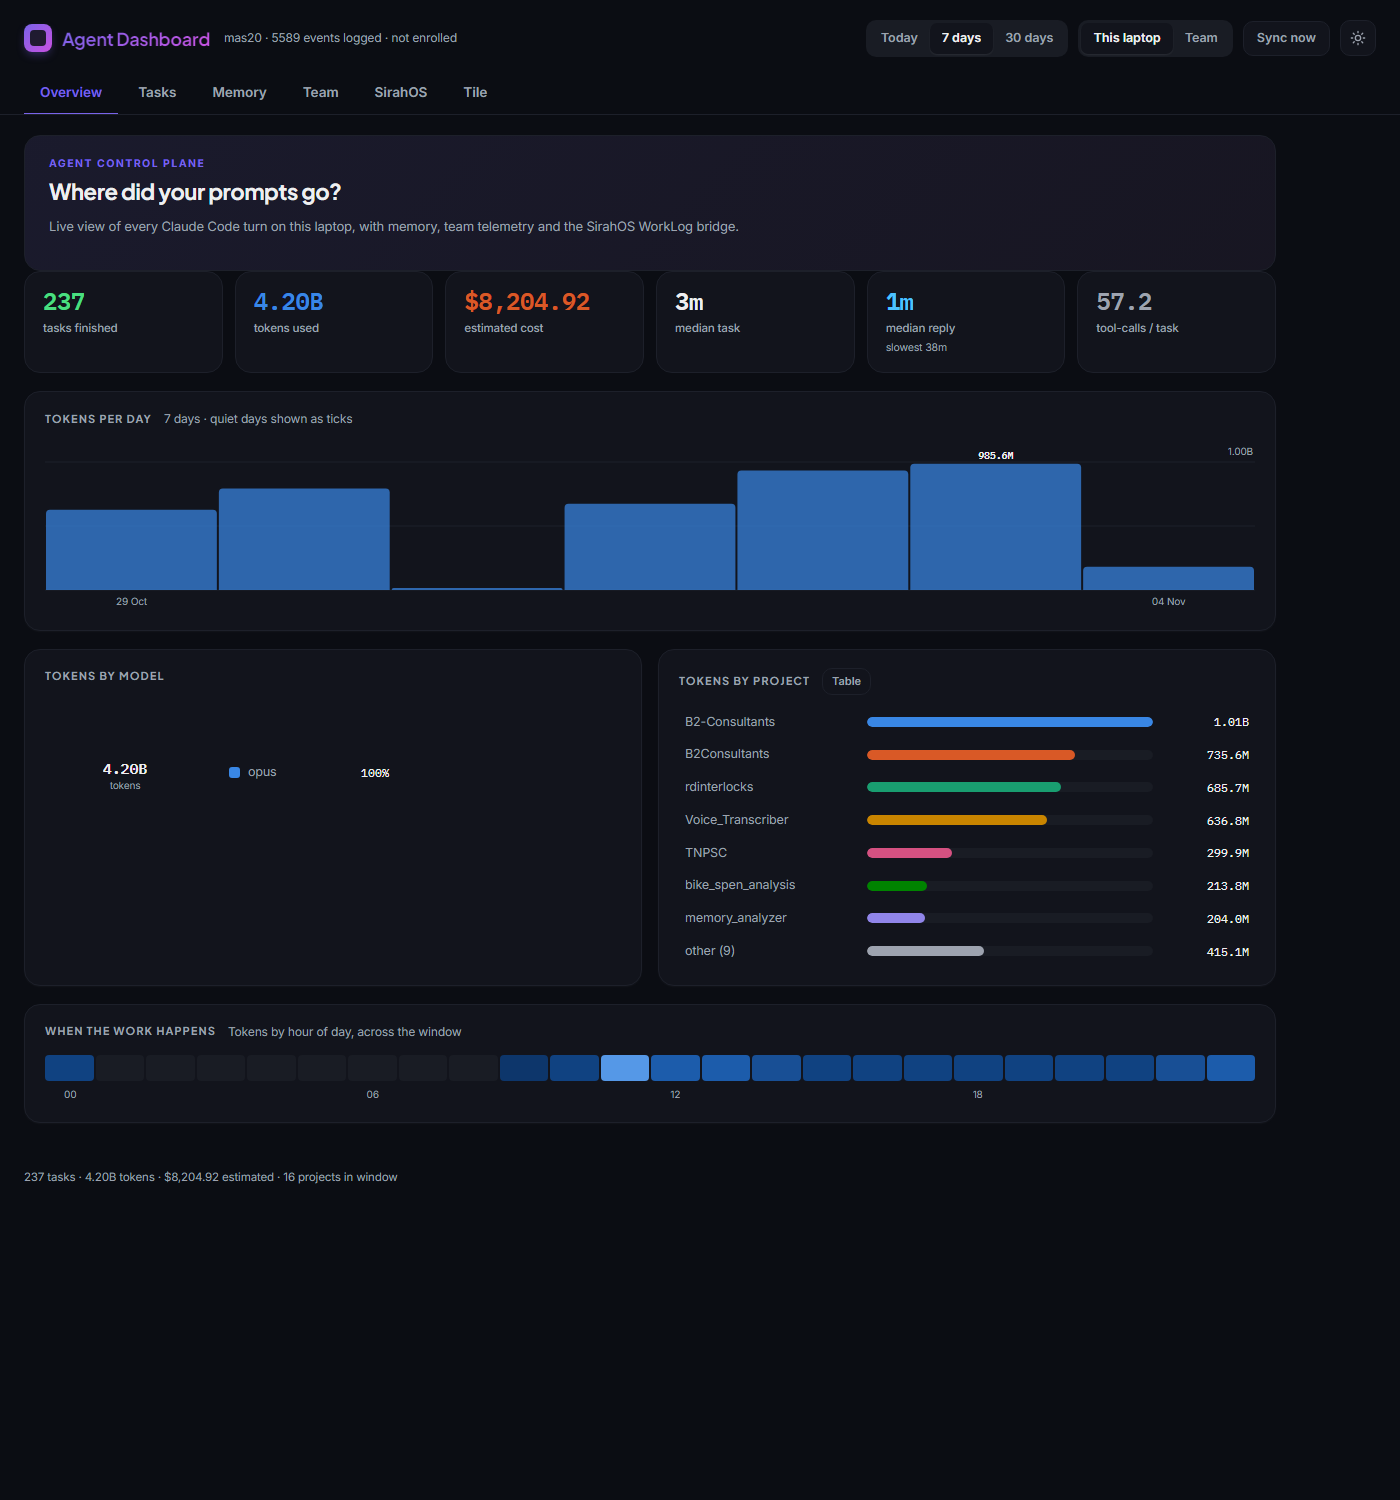 Agent Dashboard
mas20 · 5589 events logged · not enrolled
Today
7 days
30 days
This laptop
Team
Sync now
Overview
Tasks
Memory
Team
SirahOS
Tile
AGENT CONTROL PLANE
Where did your prompts go?
Live view of every Claude Code turn on this laptop, with memory, team telemetry and the SirahOS WorkLog bridge.
237
tasks finished
4.20B
tokens used
$8,204.92
estimated cost
3m
median task
1m
median reply
slowest 38m
57.2
tool-calls / task
TOKENS PER DAY
7 days · quiet days shown as ticks
985.6M
1.00B
29 Oct
04 Nov
TOKENS BY MODEL
4.20B
tokens
opus
100%
TOKENS BY PROJECT
Table
B2-Consultants
1.01B
B2Consultants
735.6M
rdinterlocks
685.7M
Voice_Transcriber
636.8M
TNPSC
299.9M
bike_spen_analysis
213.8M
memory_analyzer
204.0M
other (9)
415.1M
WHEN THE WORK HAPPENS
Tokens by hour of day, across the window
00
06
12
18
237 tasks · 4.20B tokens · $8,204.92 estimated · 16 projects in window